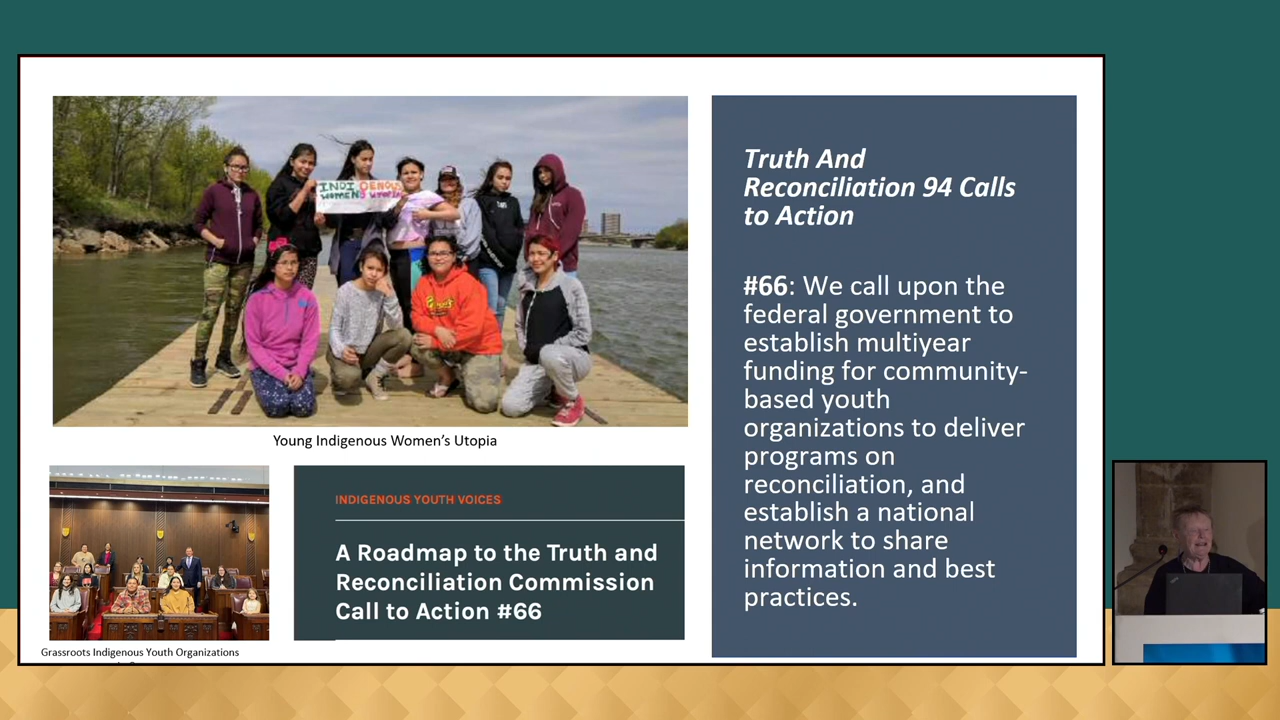 INDIGENOUS
WOMEN'S UTOPIA
Young Indigenous Women’s Utopia
Grassroots Indigenous Youth Organizations
INDIGENOUS YOUTH VOICES
A Roadmap to the Truth and
Reconciliation Commission
Call to Action #66
Truth And
Reconciliation 94 Calls
to Action
#66: We call upon the
federal government to
establish multiyear
funding for community-
based youth
organizations to deliver
programs on
reconciliation, and
establish a national
network to share
information and best
practices.